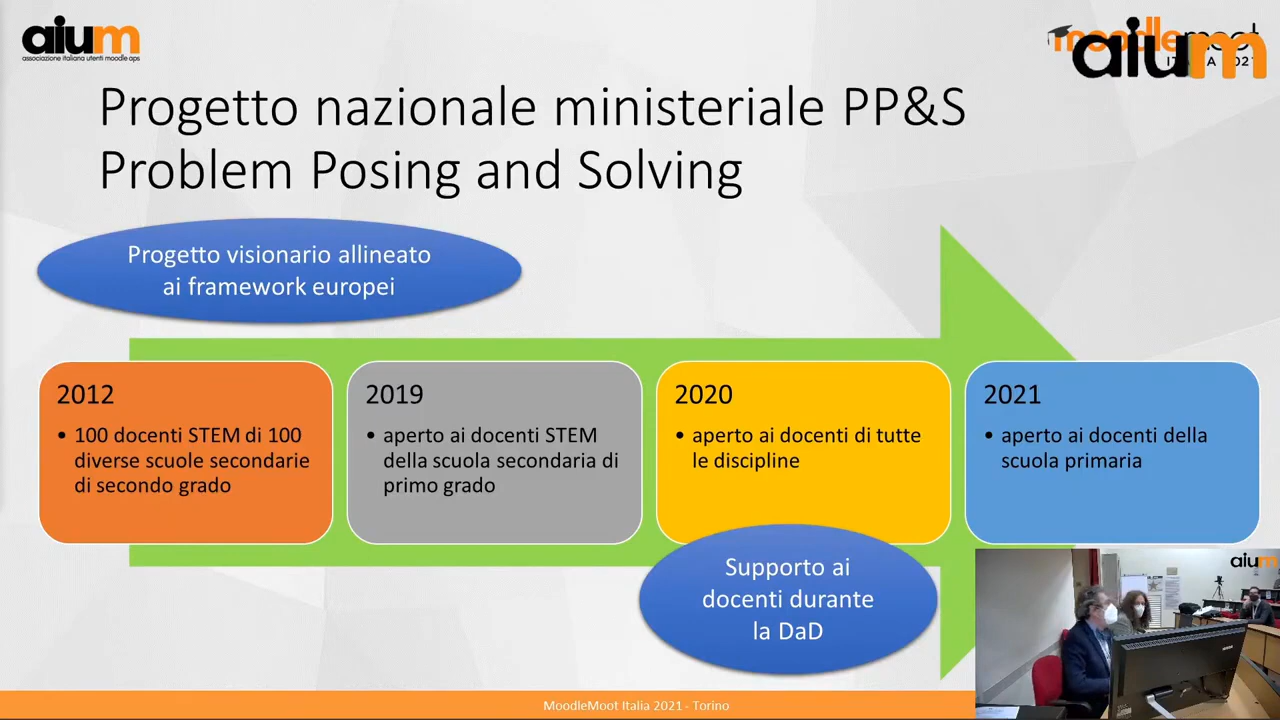 aium
associazione italiana utenti moodle aps
moodlemoot
aium
Progetto nazionale ministeriale PP&S
Problem Posing and Solving
Progetto visionario allineato
ai framework europei
2012
• 100 docenti STEM di 100
diverse scuole secondarie
di secondo grado
2019
• aperto ai docenti STEM
della scuola secondaria di
primo grado
2020
• aperto ai docenti di tutte
le discipline
2021
• aperto ai docenti della
scuola primaria
Supporto ai
docenti durante
la DaD
aium
MoodleMoot Italia 2021 - Torino